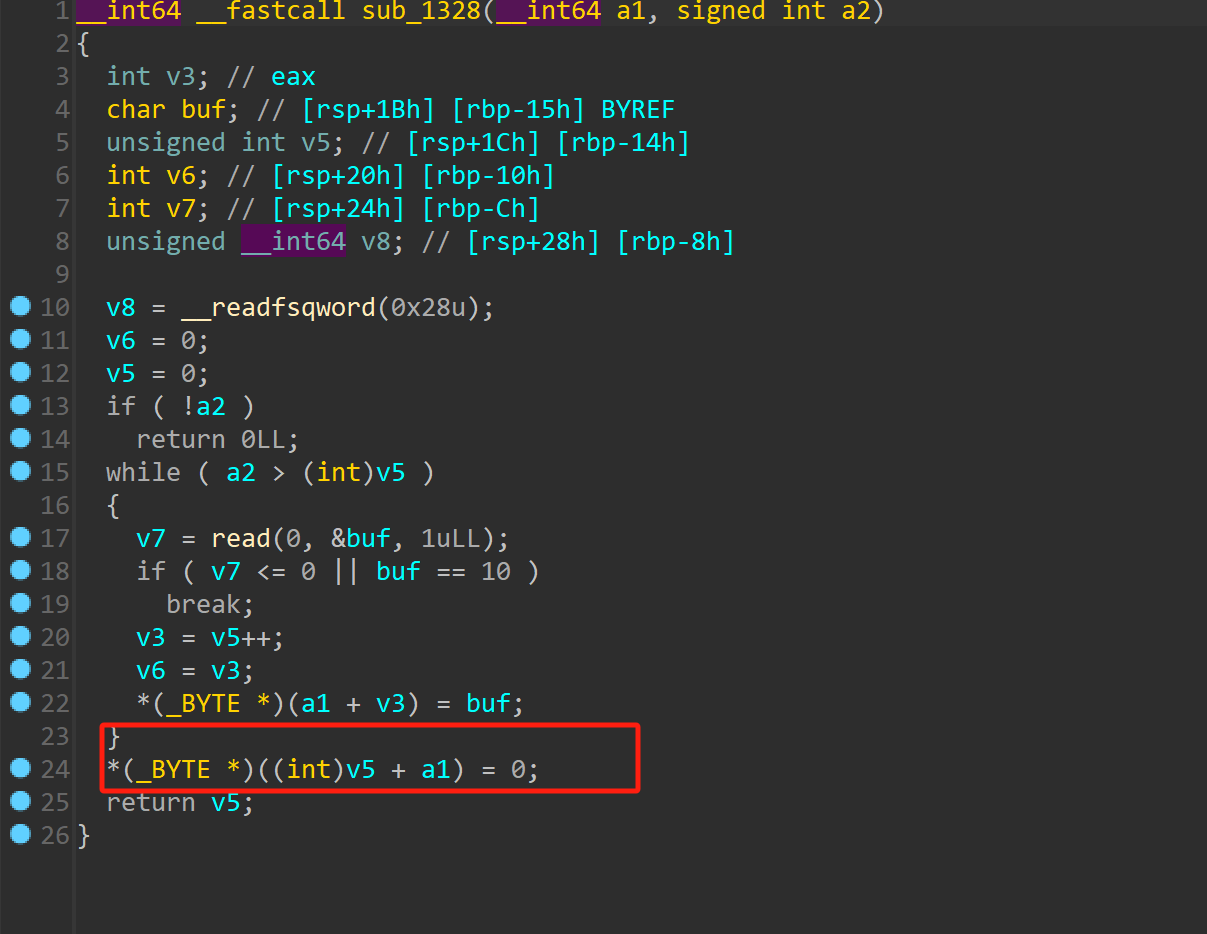 1 __int64 __fastcall sub_1328(__int64 a1, signed int a2)
2 {
3 int v3; // eax
4 char buf; // [rsp+1Bh] [rbp-15h] BYREF
5 unsigned int v5; // [rsp+1Ch] [rbp-14h]
6 int v6; // [rsp+20h] [rbp-10h]
7 int v7; // [rsp+24h] [rbp-Ch]
8 unsigned __int64 v8; // [rsp+28h] [rbp-8h]
9
10 v8 = __readfsqword(0x28u);
11 v6 = 0;
12 v5 = 0;
13 if ( !a2 )
14 return 0LL;
15 while ( a2 > (int)v5 )
16 {
17 v7 = read(0, &buf, 1uLL);
18 if ( v7 <= 0 || buf == 10 )
19 break;
20 v3 = v5++;
21 v6 = v3;
22 *(_BYTE *)(a1 + v3) = buf;
23 }
24 *(_BYTE *)((int)v5 + a1) = 0;
25 return v5;
26 }